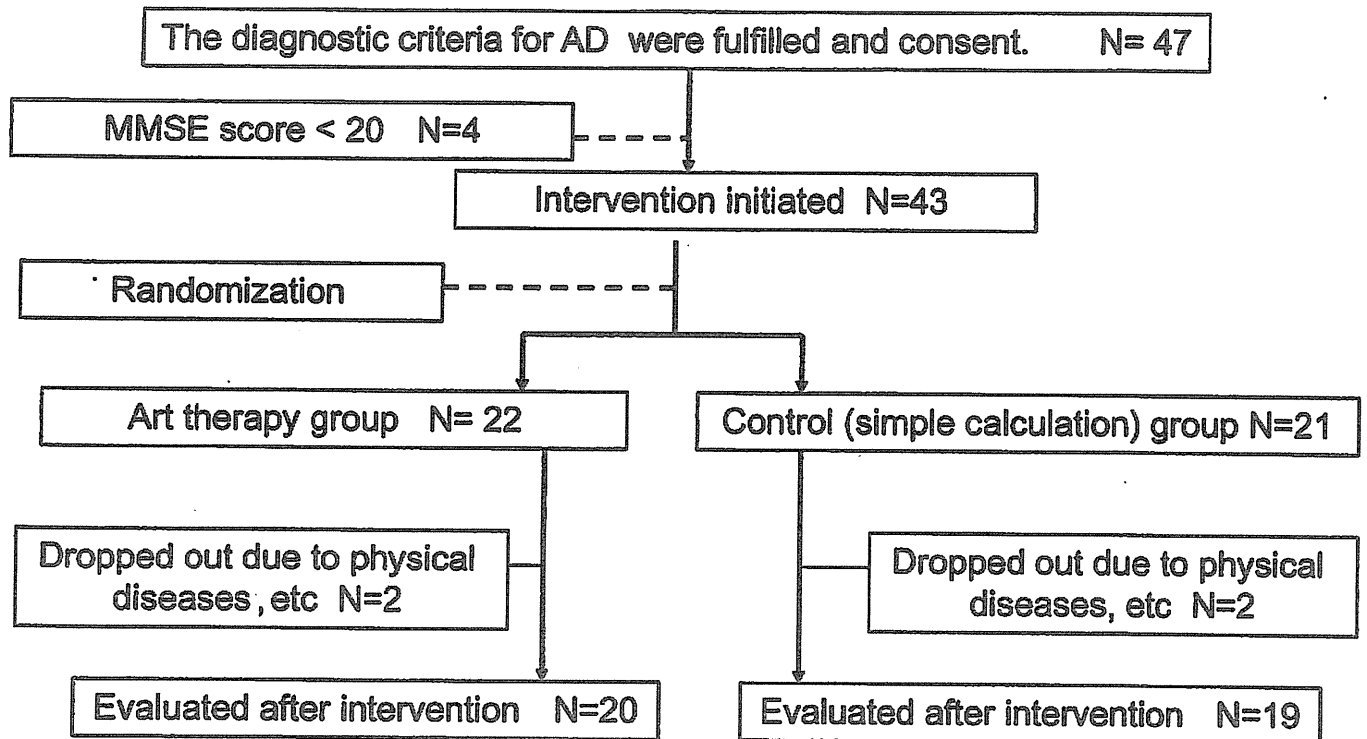 The diagnostic criteria for AD were fulfilled and consent. N= 47
MMSE score < 20 N=4
Intervention initiated N=43
Randomization
Art therapy group N= 22
Control (simple calculation) group N=21
Dropped out due to physical
diseases, etc N=2
Dropped out due to physical
diseases, etc N=2
Evaluated after intervention N=20
Evaluated after intervention N=19